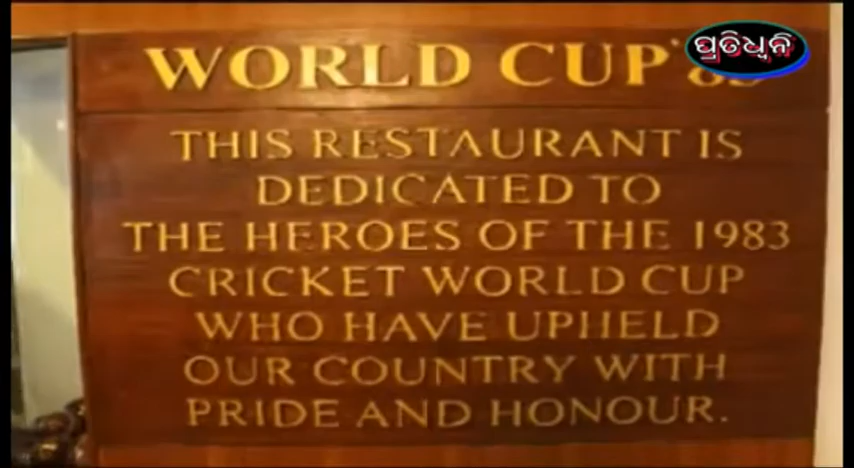 ପ୍ରତିଧ୍ୱନି
WORLD CUP '83
THIS RESTAURANT IS
DEDICATED TO
THE HEROES OF THE 1983
CRICKET WORLD CUP
WHO HAVE UPHELD
OUR COUNTRY WITH
PRIDE AND HONOUR.